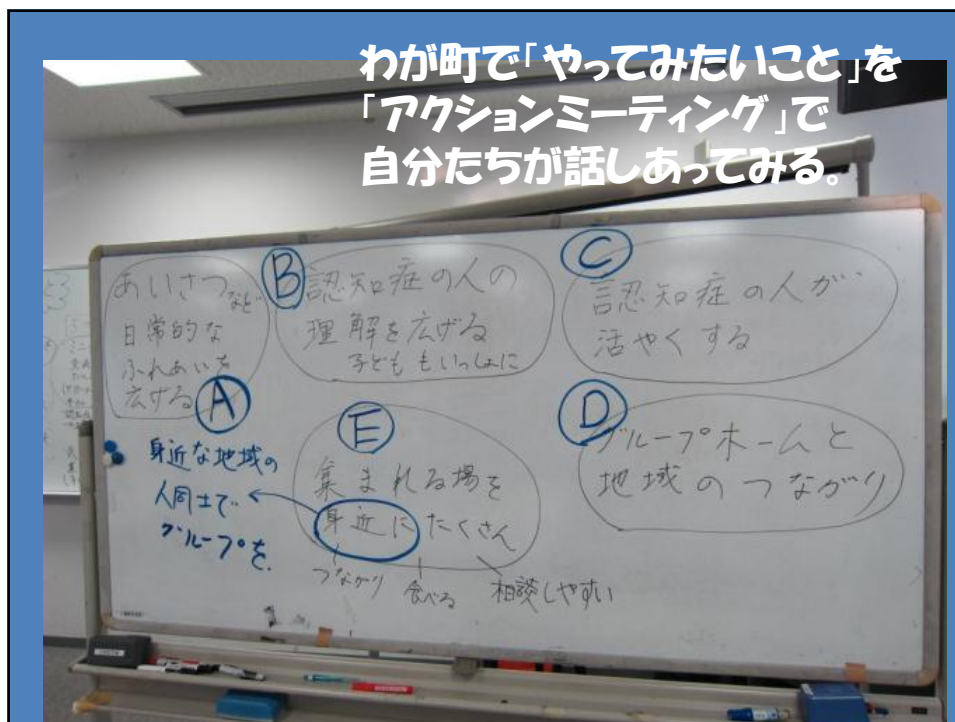 わが町で「やってみたいこと」を
「アクションミーティング」で
自分たちが話しあってみる。
あいさつなど
日常的な
ふれあいを
広げる
A
B
認知症の人の
理解を広げる
子どももいっしょに
C
認知症の人が
活やくする
D
グループホームと
地域のつながり
E
集まれる場を
身近にたくさん
つながり
食べる
相談しやすい
身近な地域の
人同士で
グループを.